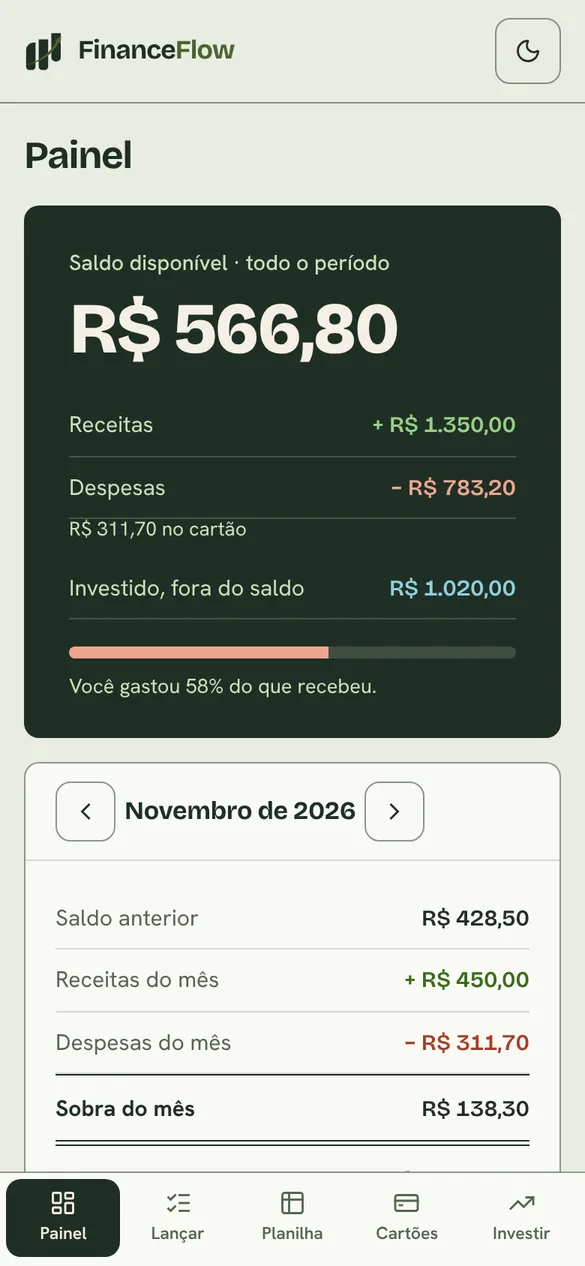 FinanceFlow
Painel
Saldo disponível · todo o período
R$ 566,80
Receitas + R$ 1.350,00
Despesas − R$ 783,20
R$ 311,70 no cartão
Investido, fora do saldo R$ 1.020,00
Você gastou 58% do que recebeu.
Novembro de 2026
Saldo anterior R$ 428,50
Receitas do mês + R$ 450,00
Despesas do mês − R$ 311,70
Sobra do mês R$ 138,30
Painel Lançar Planilha Cartões Investir